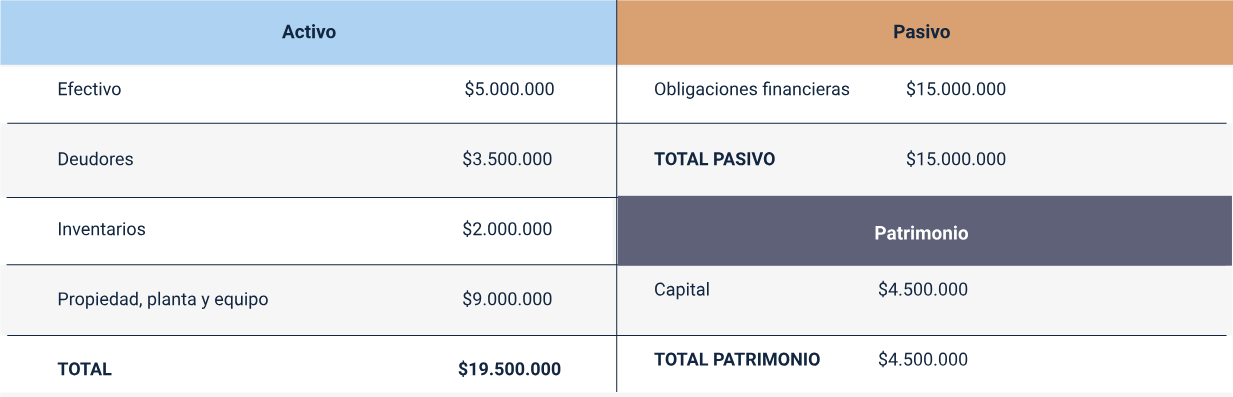 Activo Pasivo
Efectivo $5.000.000 Obligaciones financieras $15.000.000
Deudores $3.500.000 TOTAL PASIVO $15.000.000
Inventarios $2.000.000 Patrimonio
Propiedad, planta y equipo $9.000.000 Capital $4.500.000
TOTAL $19.500.000 TOTAL PATRIMONIO $4.500.000